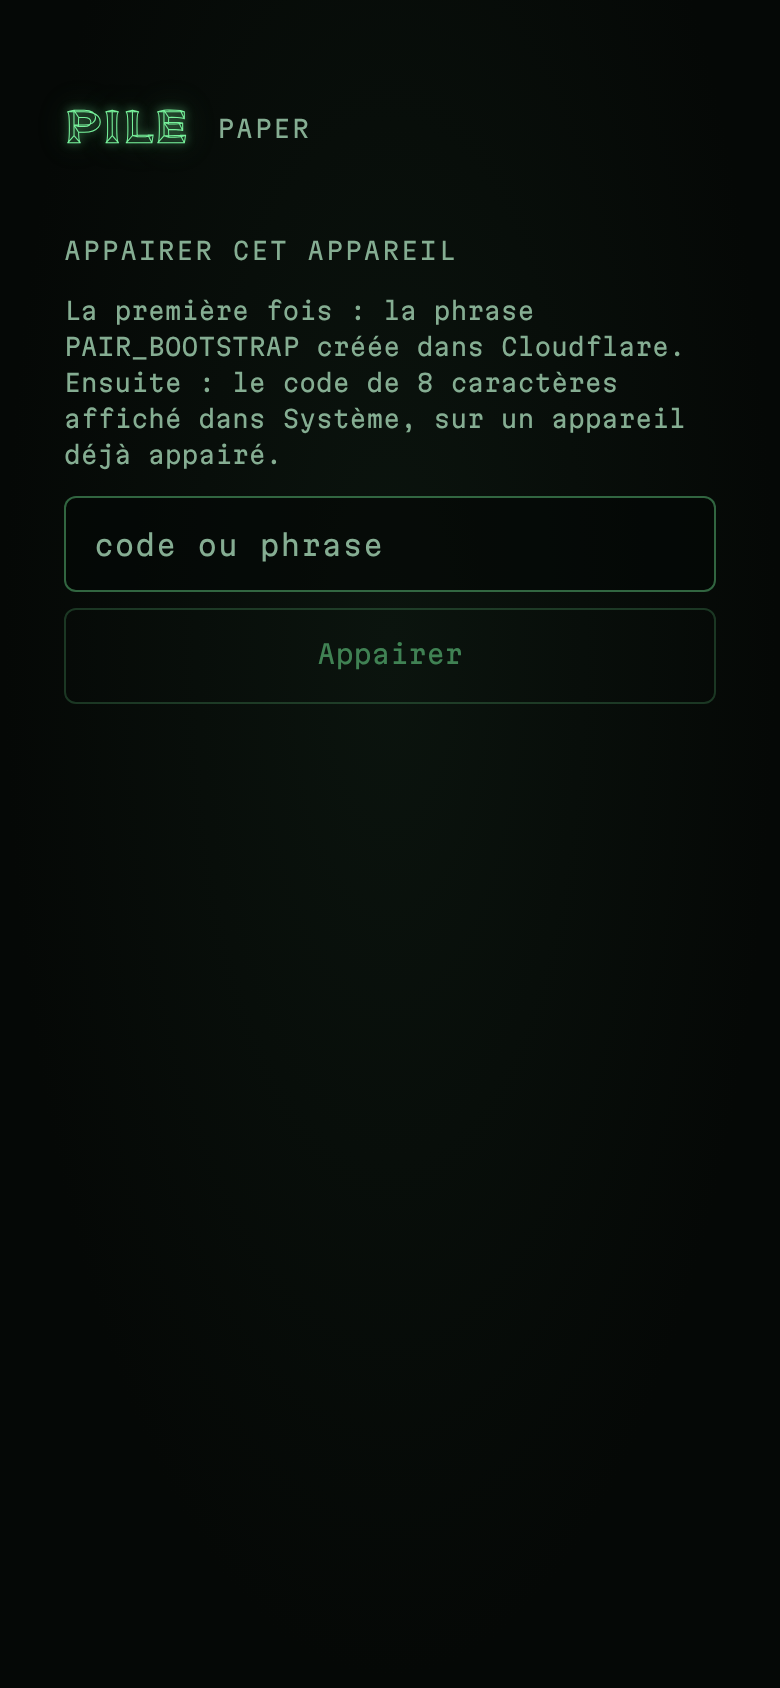 PILE PAPER
APPAIRER CET APPAREIL
La première fois : la phrase
PAIR_BOOTSTRAP créée dans Cloudflare.
Ensuite : le code de 8 caractères
affiché dans Système, sur un appareil
déjà appairé.
code ou phrase
Appairer